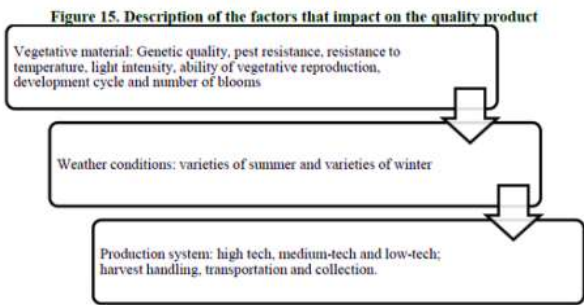 Figure 15. Description of the factors that impact on the quality product
Vegetative material: Genetic quality, pest resistance, resistance to
temperature, light intensity, ability of vegetative reproduction,
development cycle and number of blooms
Weather conditions: varieties of summer and varieties of winter
Production system: high tech, medium-tech and low-tech;
harvest handling, transportation and collection.